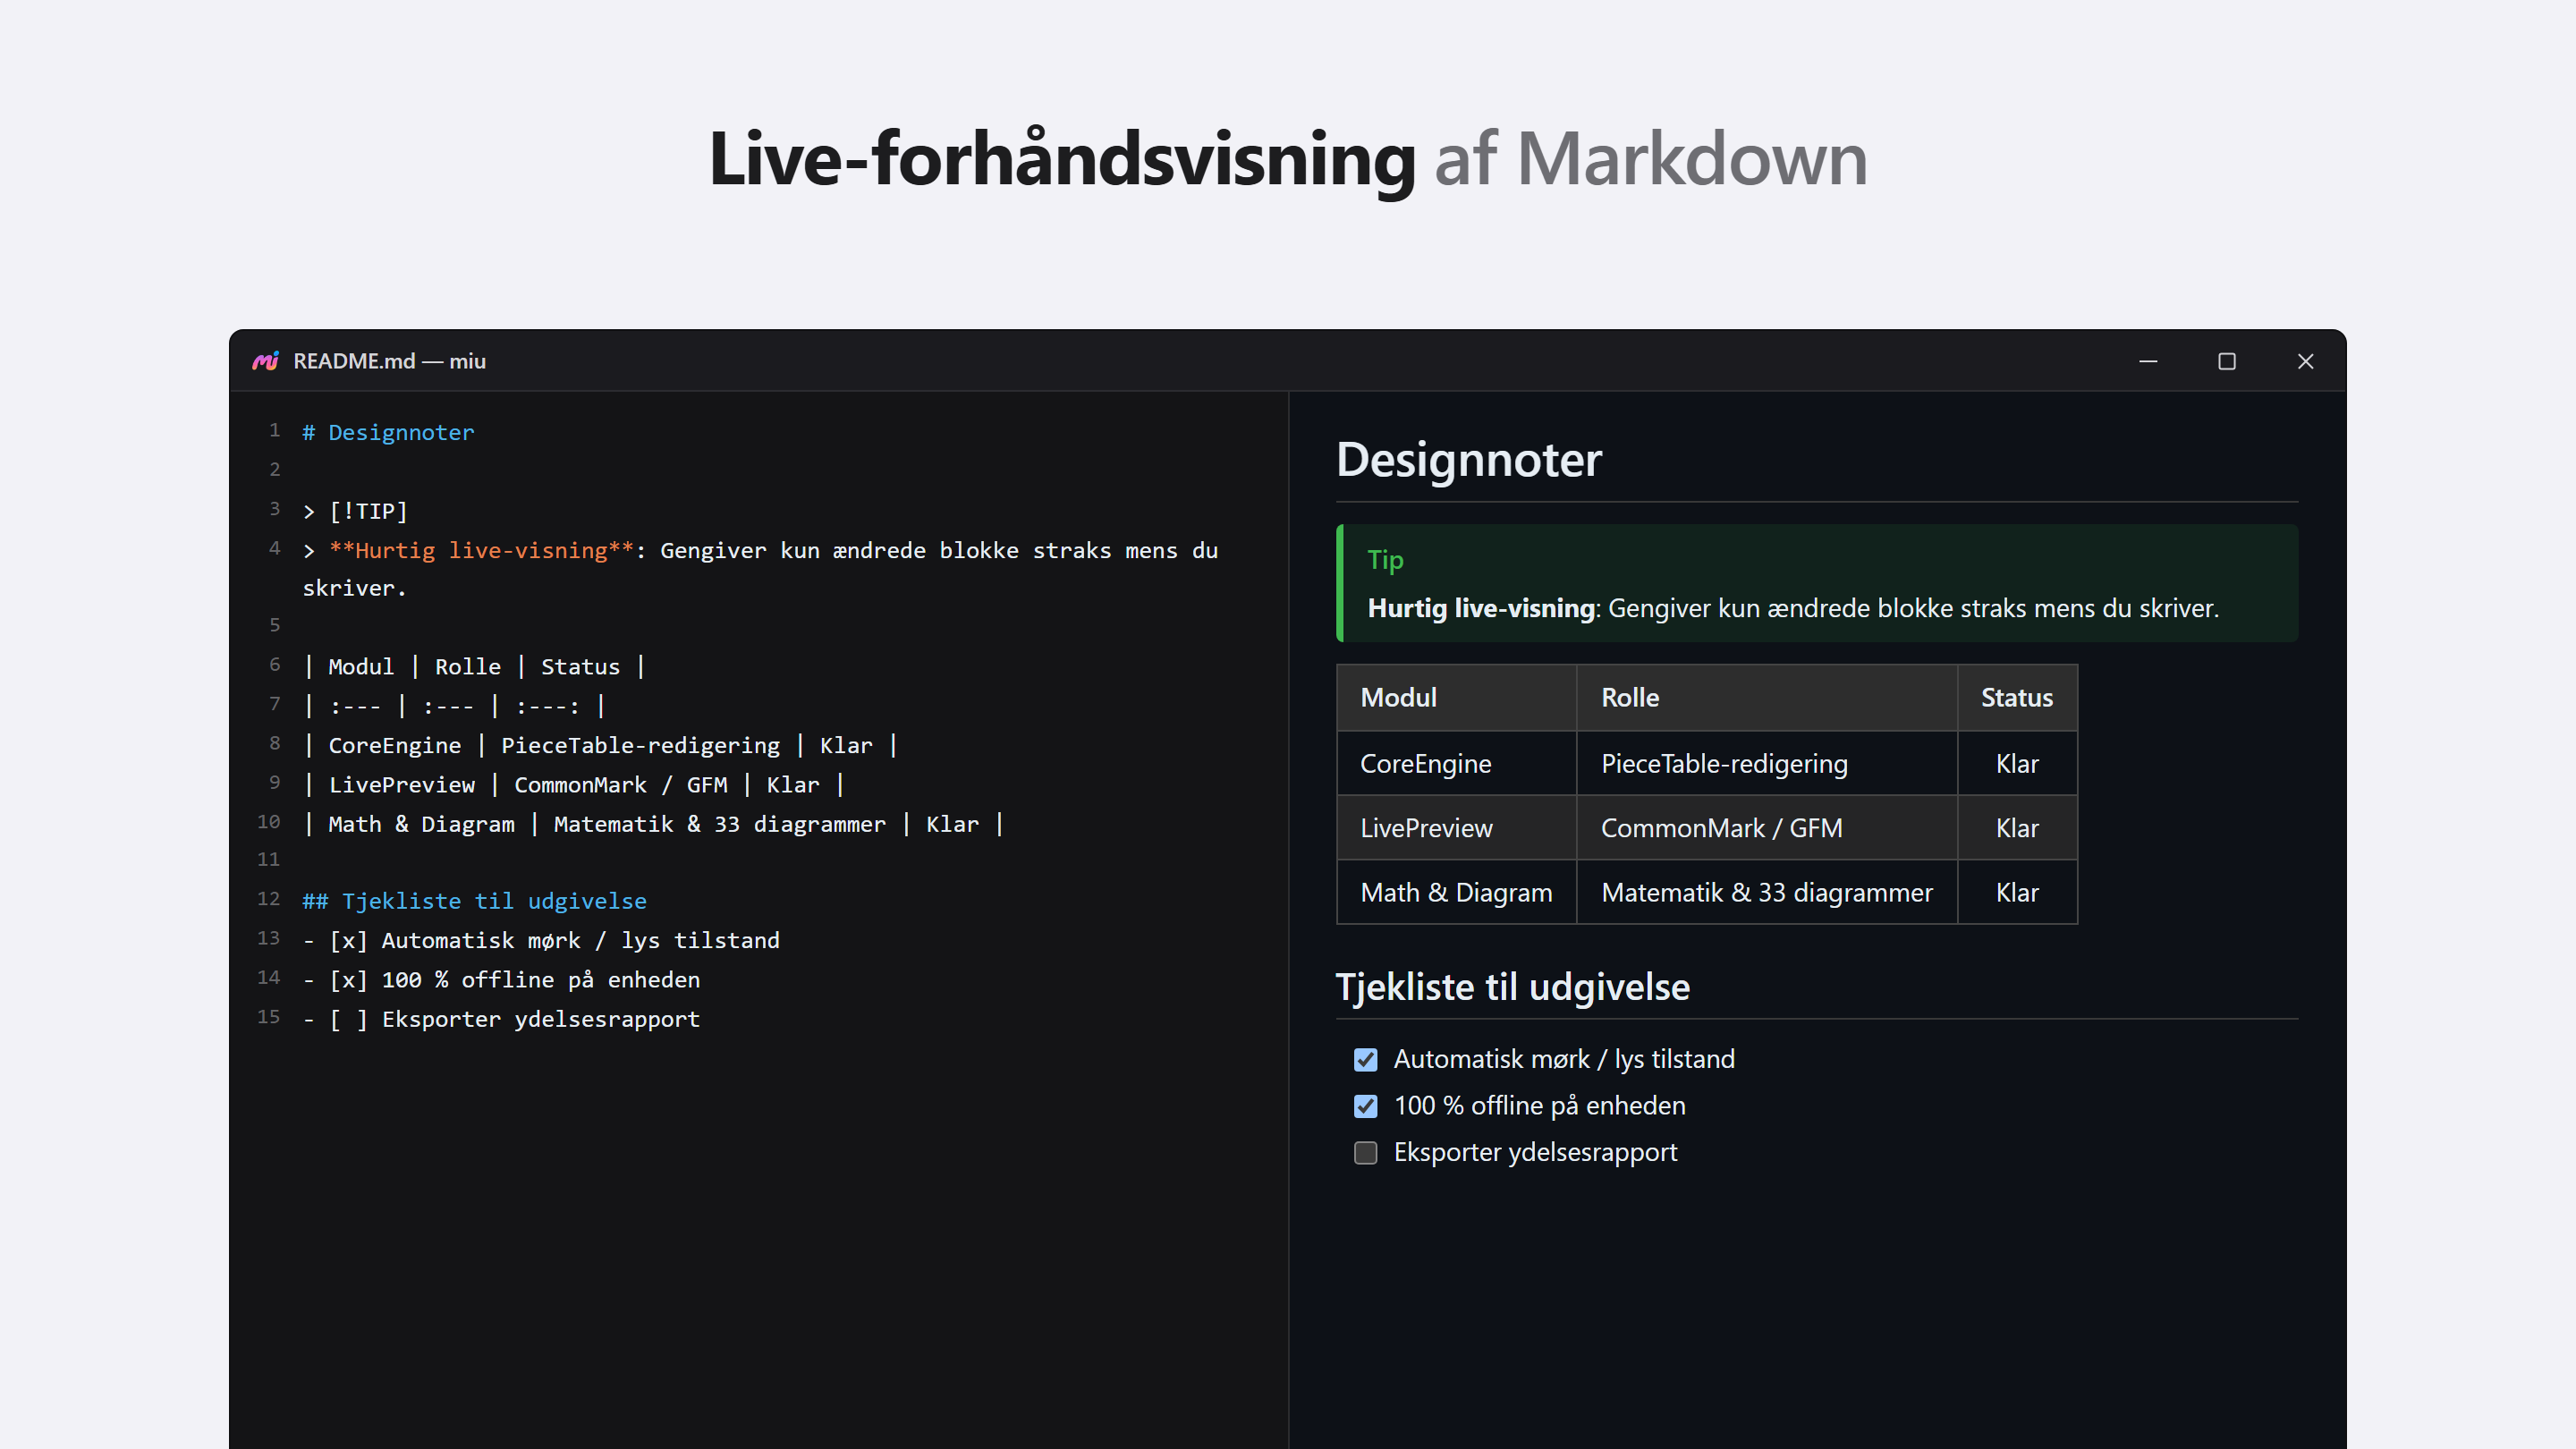 Live-forhåndsvisning af Markdown
README.md — miu
1 # Designnoter
2
3 > [!TIP]
4 > **Hurtig live-visning**: Gengiver kun ændrede blokke straks mens du
skriver.
5
6 | Modul | Rolle | Status |
7 | :--- | :--- | :---: |
8 | CoreEngine | PieceTable-redigering | Klar |
9 | LivePreview | CommonMark / GFM | Klar |
10 | Math & Diagram | Matematik & 33 diagrammer | Klar |
11
12 ## Tjekliste til udgivelse
13 - [x] Automatisk mørk / lys tilstand
14 - [x] 100 % offline på enheden
15 - [ ] Eksporter ydelsesrapport
Designnoter
Tip
Hurtig live-visning: Gengiver kun ændrede blokke straks mens du skriver.
Modul Rolle Status
CoreEngine PieceTable-redigering Klar
LivePreview CommonMark / GFM Klar
Math & Diagram Matematik & 33 diagrammer Klar
Tjekliste til udgivelse
Automatisk mørk / lys tilstand
100 % offline på enheden
Eksporter ydelsesrapport